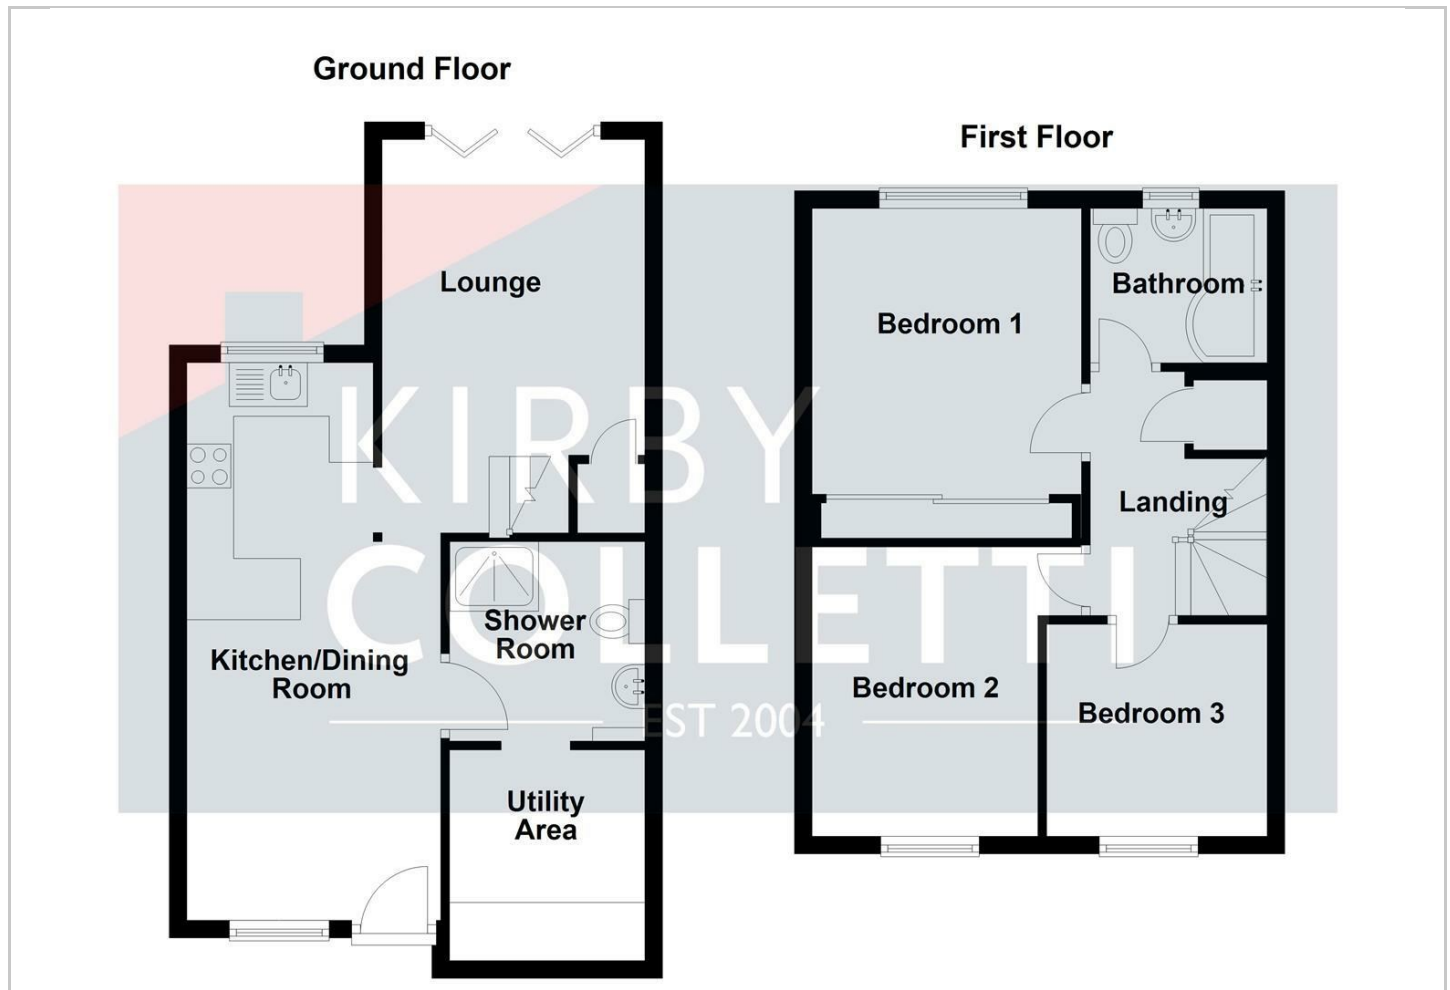 Ground Floor
First Floor
Lounge
Bedroom 1
Bathroom
KIRBY
COLLETTI
EST 2004
Landing
Shower
Room
Kitchen/Dining
Room
Bedroom 2
Bedroom 3
Utility
Area